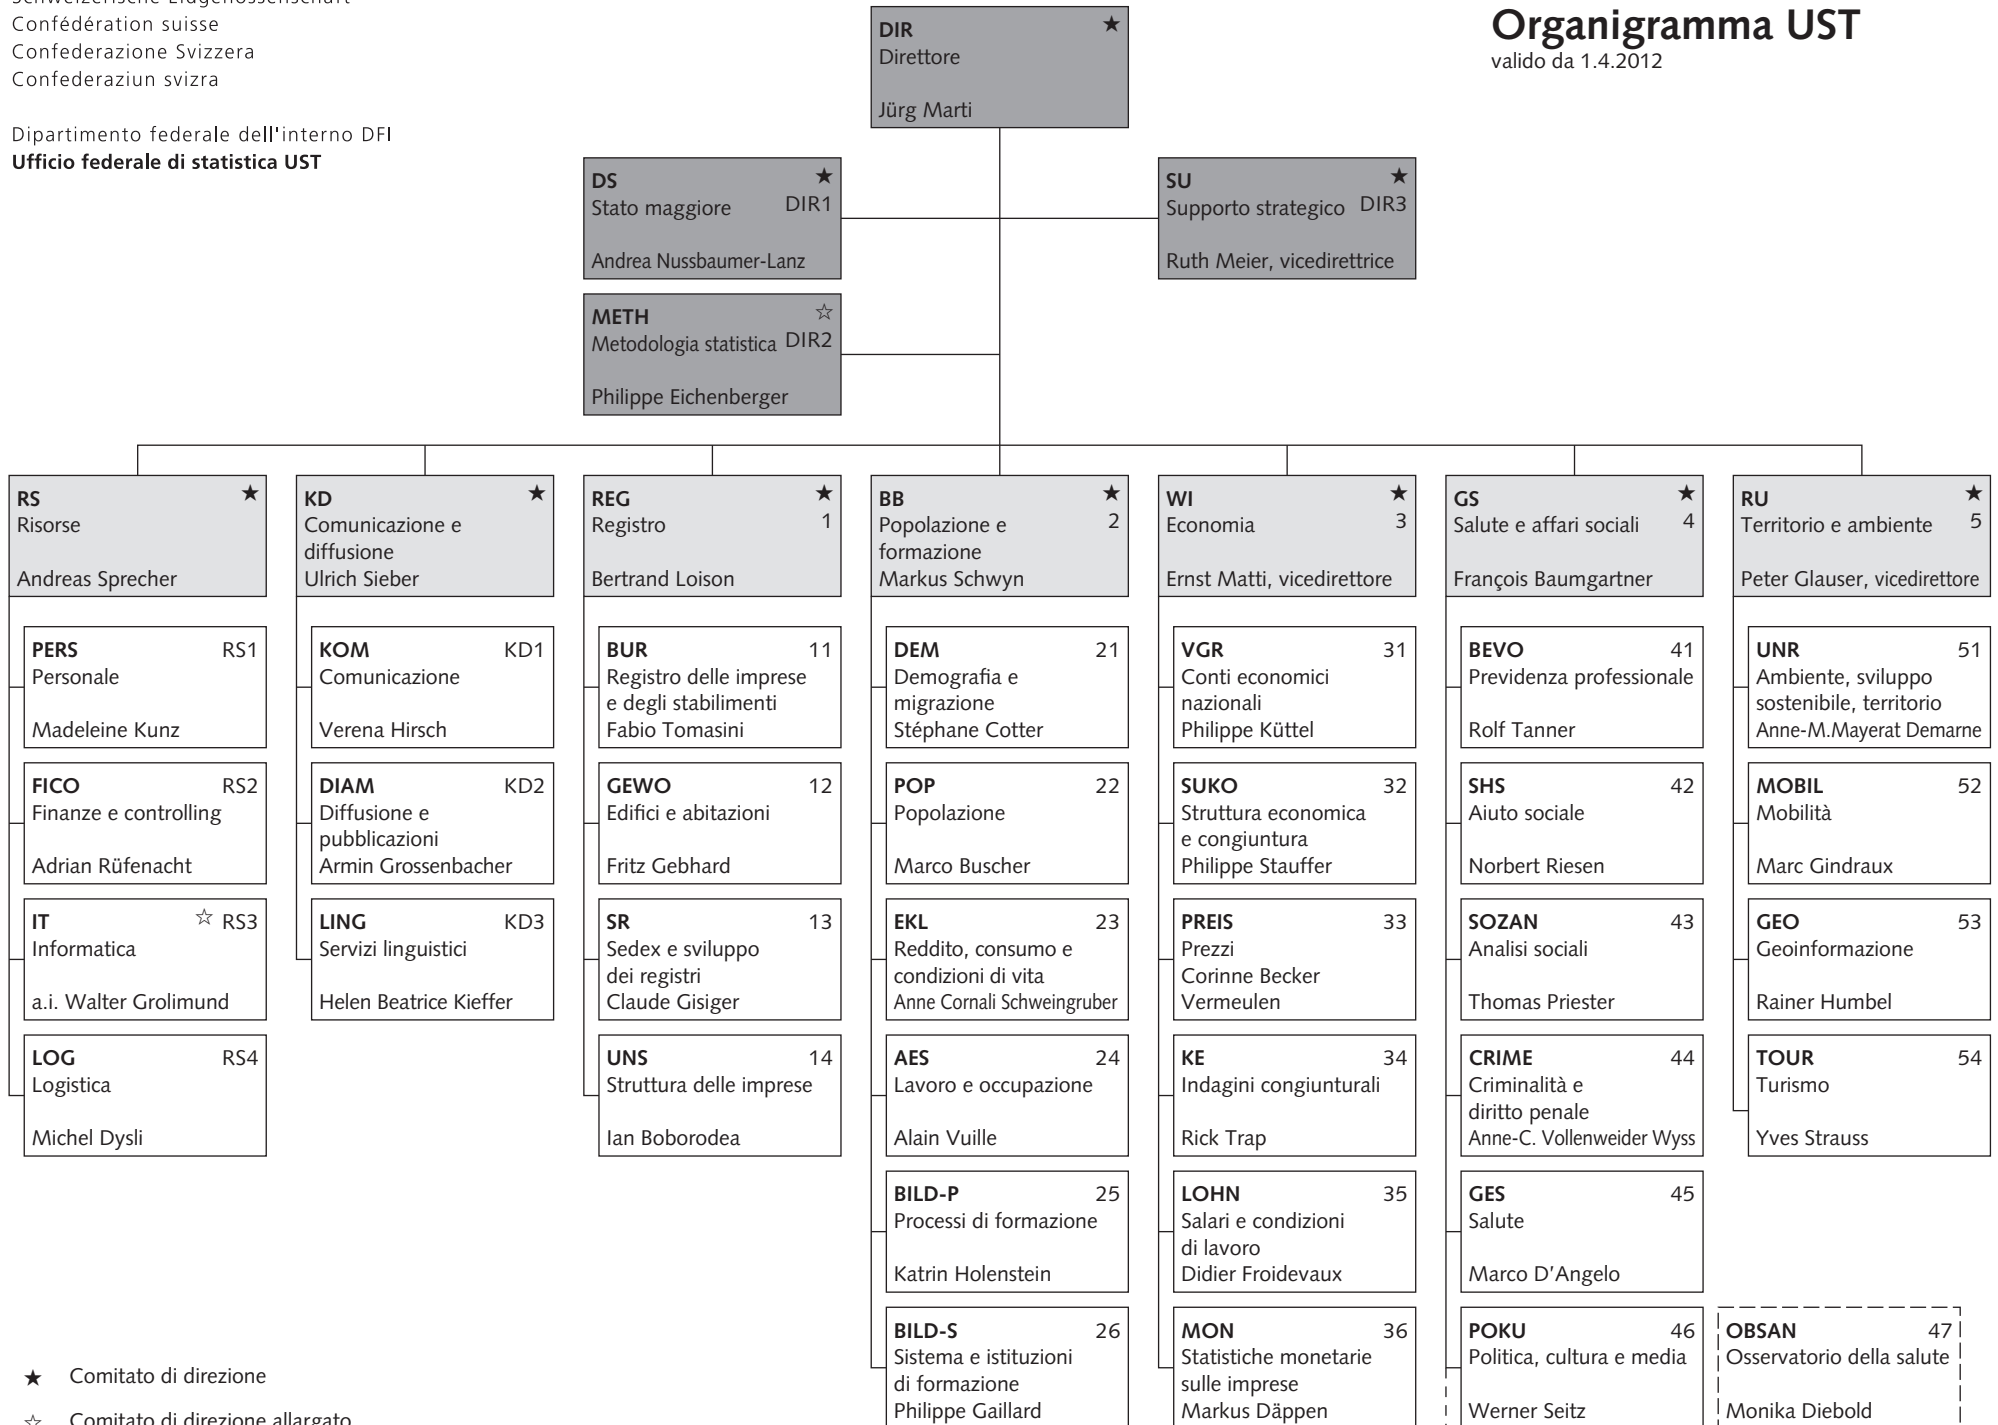 Schweizerische Eidgenossenschaft
Confédération suisse
Confederazione Svizzera
Confederaziun svizra
Dipartimento federale dell'interno DFI
Ufficio federale di statistica UST
Organigramma UST
valido da 1.4.2012
DIR ★
Direttore
Jürg Marti
DS ★
Stato maggiore DIR1
Andrea Nussbaumer-Lanz
SU ★
Supporto strategico DIR3
Ruth Meier, vicedirettrice
METH ☆
Metodologia statistica DIR2
Philippe Eichenberger
RS ★
Risorse
Andreas Sprecher
PERS RS1
Personale
Madeleine Kunz
FICO RS2
Finanze e controlling
Adrian Rüfenacht
IT ☆ RS3
Informatica
a.i. Walter Grolimund
LOG RS4
Logistica
Michel Dysli
KD ★
Comunicazione e
diffusione
Ulrich Sieber
KOM KD1
Comunicazione
Verena Hirsch
DIAM KD2
Diffusione e
pubblicazioni
Armin Grossenbacher
LING KD3
Servizi linguistici
Helen Beatrice Kieffer
REG ★
Registro 1
Bertrand Loison
BUR 11
Registro delle imprese
e degli stabilimenti
Fabio Tomasini
GEWO 12
Edifici e abitazioni
Fritz Gebhard
SR 13
Sedex e sviluppo
dei registri
Claude Gisiger
UNS 14
Struttura delle imprese
Ian Boborodea
BB ★
Popolazione e 2
formazione
Markus Schwyn
DEM 21
Demografia e
migrazione
Stéphane Cotter
POP 22
Popolazione
Marco Buscher
EKL 23
Reddito, consumo e
condizioni di vita
Anne Cornali Schweingruber
AES 24
Lavoro e occupazione
Alain Vuille
BILD-P 25
Processi di formazione
Katrin Holenstein
BILD-S 26
Sistema e istituzioni
di formazione
Philippe Gaillard
WI ★
Economia 3
Ernst Matti, vicedirettore
VGR 31
Conti economici
nazionali
Philippe Küttel
SUKO 32
Struttura economica
e congiuntura
Philippe Stauffer
PREIS 33
Prezzi
Corinne Becker
Vermeulen
KE 34
Indagini congiunturali
Rick Trap
LOHN 35
Salari e condizioni
di lavoro
Didier Froidevaux
MON 36
Statistiche monetarie
sulle imprese
Markus Däppen
GS ★
Salute e affari sociali 4
François Baumgartner
BEVO 41
Previdenza professionale
Rolf Tanner
SHS 42
Aiuto sociale
Norbert Riesen
SOZAN 43
Analisi sociali
Thomas Priester
CRIME 44
Criminalità e
diritto penale
Anne-C. Vollenweider Wyss
GES 45
Salute
Marco D'Angelo
POKU 46
Politica, cultura e media
Werner Seitz
OBSAN 47
Osservatorio della salute
Monika Diebold
RU ★
Territorio e ambiente 5
Peter Glauser, vicedirettore
UNR 51
Ambiente, sviluppo
sostenibile, territorio
Anne-M.Mayerat Demarne
MOBIL 52
Mobilità
Marc Gindraux
GEO 53
Geoinformazione
Rainer Humbel
TOUR 54
Turismo
Yves Strauss
★ Comitato di direzione
☆ Comitato di direzione allargato